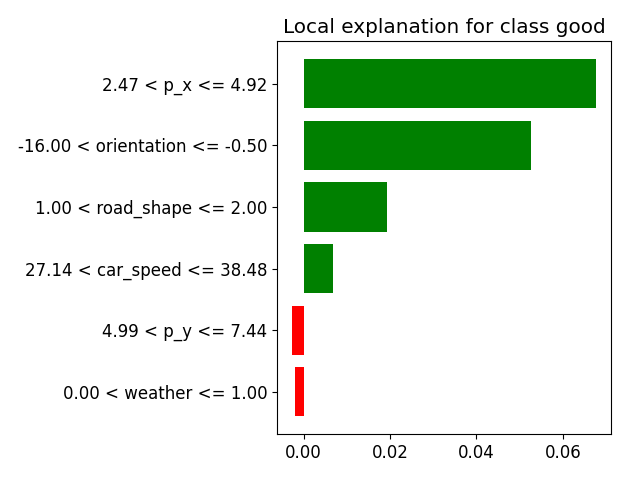 Local explanation for class good
2.47 < p_x <= 4.92
-16.00 < orientation <= -0.50
1.00 < road_shape <= 2.00
27.14 < car_speed <= 38.48
4.99 < p_y <= 7.44
0.00 < weather <= 1.00
0.00 0.02 0.04 0.06